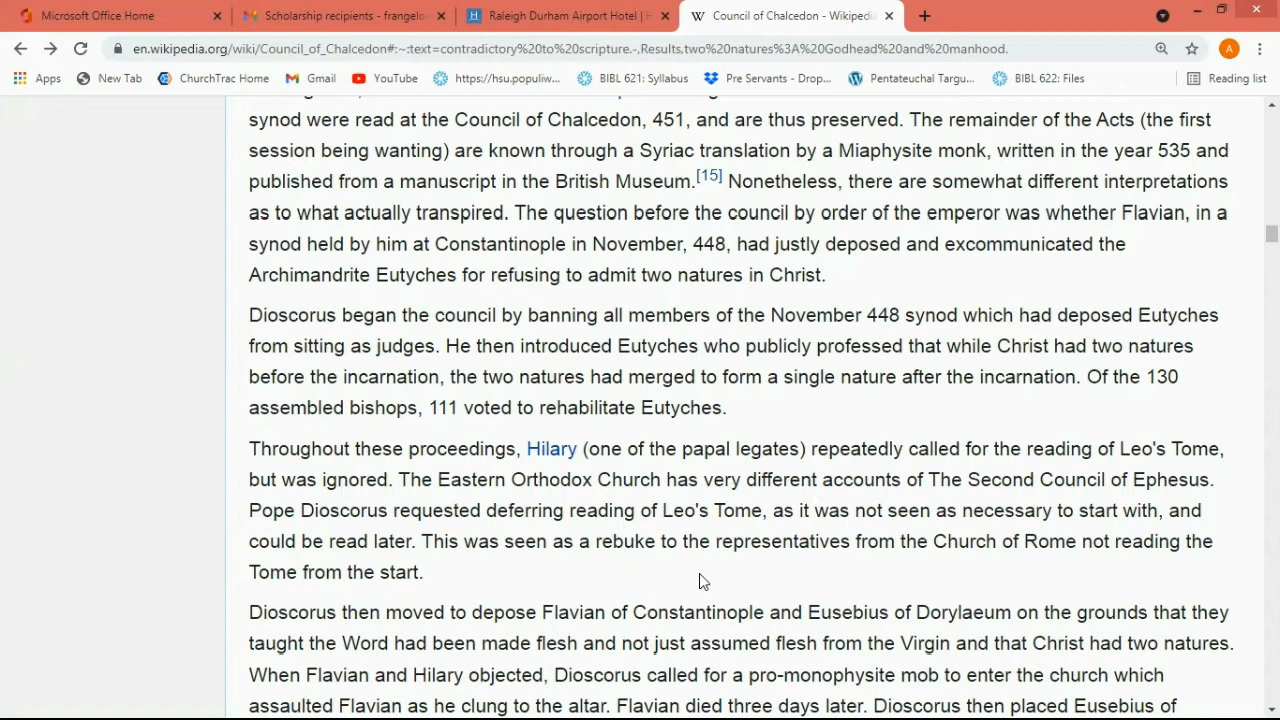 Microsoft Office Home
Scholarship recipients - frangelo
Raleigh Durham Airport Hotel | H
Council of Chalcedon - Wikipedia
en.wikipedia.org/wiki/Council_of_Chalcedon#:~:text=contradictory%20to%20scripture.-,Results,two%20natures%3A%20Godhead%20and%20manhood.
A
Apps
New Tab
ChurchTrac Home
Gmail
YouTube
https://hsu.populiw...
BIBL 621: Syllabus
Pre Servants - Drop...
Pentateuchal Targu...
BIBL 622: Files
Reading list
synod were read at the Council of Chalcedon, 451, and are thus preserved. The remainder of the Acts (the first
session being wanting) are known through a Syriac translation by a Miaphysite monk, written in the year 535 and
published from a manuscript in the British Museum.[15] Nonetheless, there are somewhat different interpretations
as to what actually transpired. The question before the council by order of the emperor was whether Flavian, in a
synod held by him at Constantinople in November, 448, had justly deposed and excommunicated the
Archimandrite Eutyches for refusing to admit two natures in Christ.
Dioscorus began the council by banning all members of the November 448 synod which had deposed Eutyches
from sitting as judges. He then introduced Eutyches who publicly professed that while Christ had two natures
before the incarnation, the two natures had merged to form a single nature after the incarnation. Of the 130
assembled bishops, 111 voted to rehabilitate Eutyches.
Throughout these proceedings, Hilary (one of the papal legates) repeatedly called for the reading of Leo's Tome,
but was ignored. The Eastern Orthodox Church has very different accounts of The Second Council of Ephesus.
Pope Dioscorus requested deferring reading of Leo's Tome, as it was not seen as necessary to start with, and
could be read later. This was seen as a rebuke to the representatives from the Church of Rome not reading the
Tome from the start.
Dioscorus then moved to depose Flavian of Constantinople and Eusebius of Dorylaeum on the grounds that they
taught the Word had been made flesh and not just assumed flesh from the Virgin and that Christ had two natures.
When Flavian and Hilary objected, Dioscorus called for a pro-monophysite mob to enter the church which
assaulted Flavian as he clung to the altar. Flavian died three days later. Dioscorus then placed Eusebius of